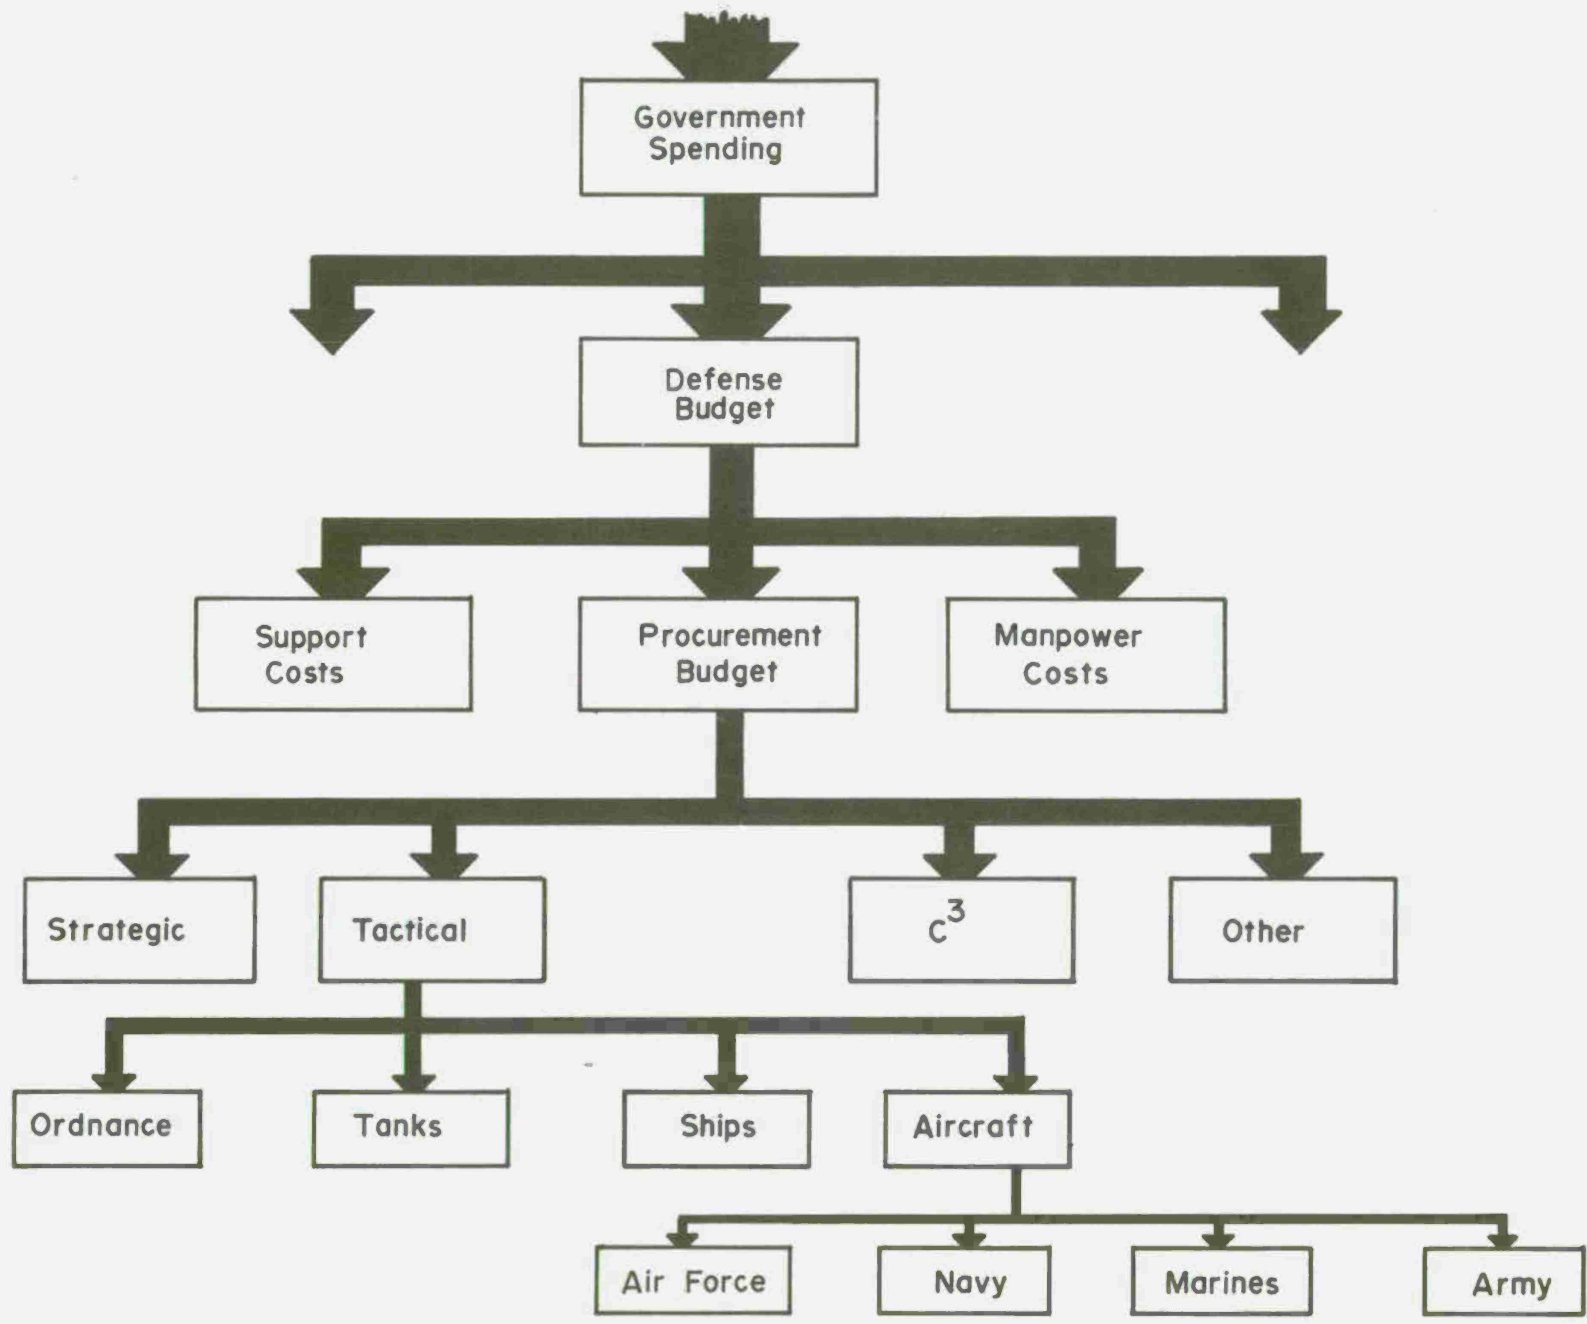 Government
Spending
Defense
Budget
Support
Costs
Procurement
Budget
Manpower
Costs
Strategic
Tactical
C³
Other
Ordnance
Tanks
Ships
Aircraft
Air Force
Navy
Marines
Army